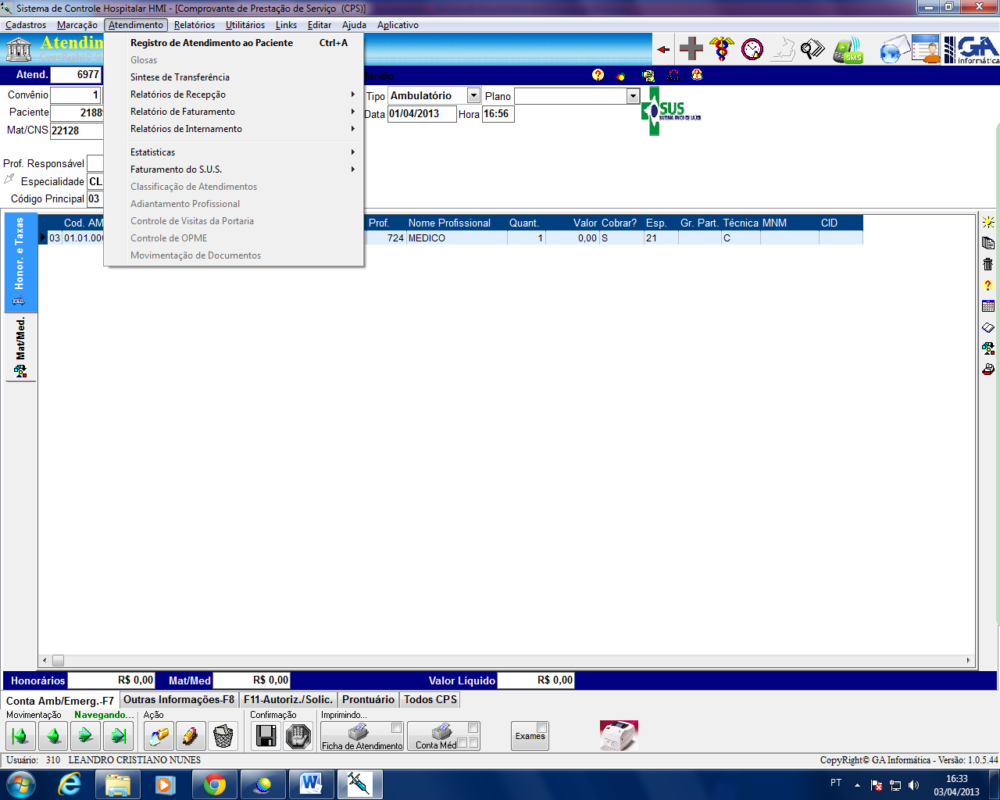 Sistema de Controle Hospitalar HMI - [Comprovante de Prestação de Serviço (CPS)]
Cadastros Marcação Atendimento Relatórios Utilitários Links Editar Ajuda Aplicativo
Atendim
SMS
GA
informática
Registro de Atendimento ao Paciente Ctrl+A
Glosas
Sintese de Transferência
Relatórios de Recepção
Relatório de Faturamento
Relatórios de Internamento
Estatisticas
Faturamento do S.U.S.
Classificação de Atendimentos
Adiantamento Profissional
Controle de Visitas da Portaria
Controle de OPME
Movimentação de Documentos
Atend. 6977
Convênio 1 Tipo Ambulatório Plano
Paciente 2188 Data 01/04/2013 Hora 16:56
SUS
Mat/CNS 22128
Prof. Responsável
Especialidade CL
Código Principal 03
Cod. AM Prof. Nome Profissional Quant. Valor Cobrar? Esp. Gr. Part. Técnica MNM CID
03 01.01.00 724 MEDICO 1 0,00 S 21 C
Honor. e Taxas
Mat/Med.
Honorários R$ 0,00 Mat/Med R$ 0,00 Valor Líquido R$ 0,00
Conta Amb/Emerg.-F7 Outras Informações-F8 F11-Autoriz./Solic. Prontuário Todos CPS
Movimentação Navegando... Ação Confirmação Imprimindo...
Ficha de Atendimento Conta Méd Exames
Usuário: 310 LEANDRO CRISTIANO NUNES CopyRight© GA Informática - Versão: 1.0.5.44
PT 16:33
03/04/2013